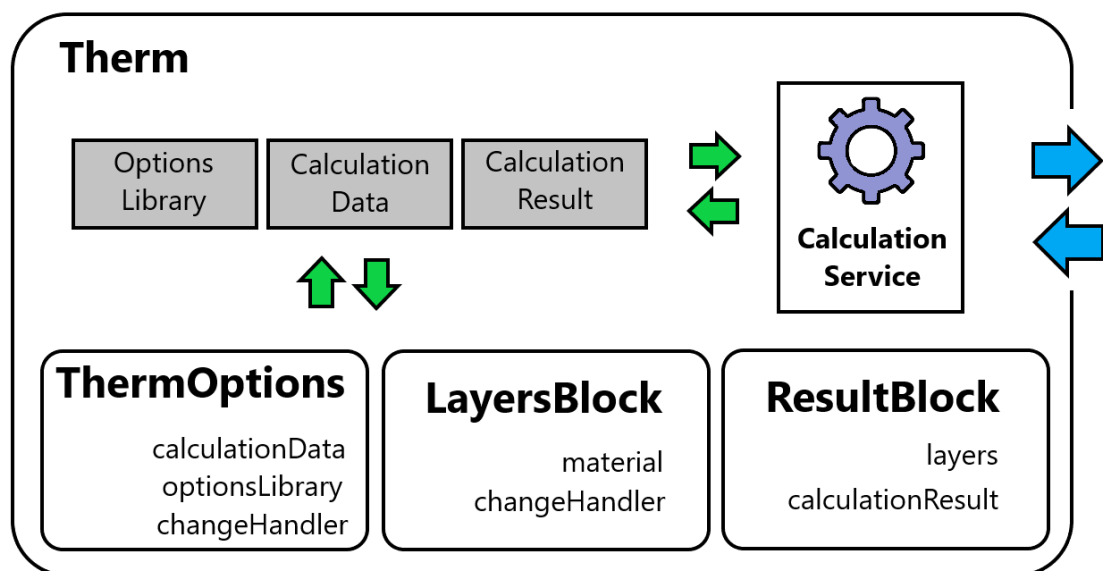 Therm
Options
Library
Calculation
Data
Calculation
Result
Calculation
Service
ThermOptions
calculationData
optionsLibrary
changeHandler
LayersBlock
material
changeHandler
ResultBlock
layers
calculationResult